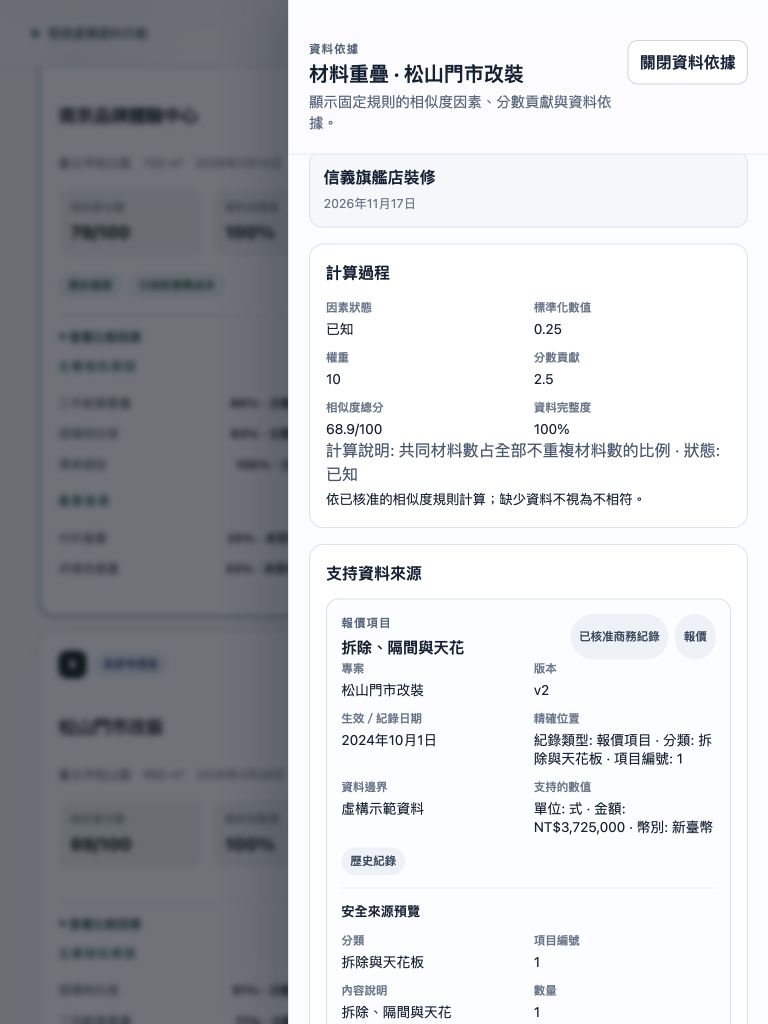 資料依據
材料重疊 · 松山門市改裝
顯示固定規則的相似度因素、分數貢獻與資料依
據。
關閉資料依據
信義旗艦店裝修
2026年11月17日
計算過程
因素狀態
標準化數值
已知
0.25
權重
分數貢獻
10
2.5
相似度總分
資料完整度
68.9/100
100%
計算說明: 共同材料數占全部不重複材料數的比例 · 狀態:
已知
依已核准的相似度規則計算；缺少資料不視為不相符。
支持資料來源
報價項目
拆除、隔間與天花
已核准商務紀錄
報價
專案
版本
松山門市改裝
v2
生效 / 紀錄日期
精確位置
2024年10月1日
紀錄類型: 報價項目 · 分類: 拆
除與天花板 · 項目編號: 1
資料邊界
支持的數值
虛構示範資料
單位: 式 · 金額:
NT$3,725,000 · 幣別: 新臺幣
歷史紀錄
安全來源預覽
分類
項目編號
拆除與天花板
1
內容說明
數量
拆除、隔間與天花
1
79/100
100%
松山門市改裝
69/100
100%